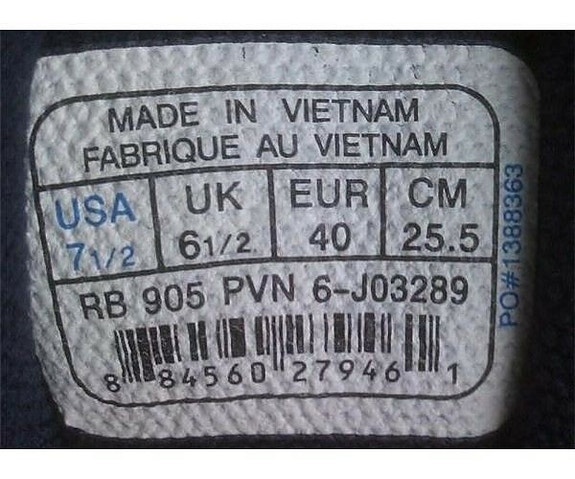 MADE IN VIETNAM
FABRIQUE AU VIETNAM
USA UK EUR CM
7 1/2 6 1/2 40 25.5
RB 905 PVN 6-J03289
8 84560 27946 1
PO#1388363